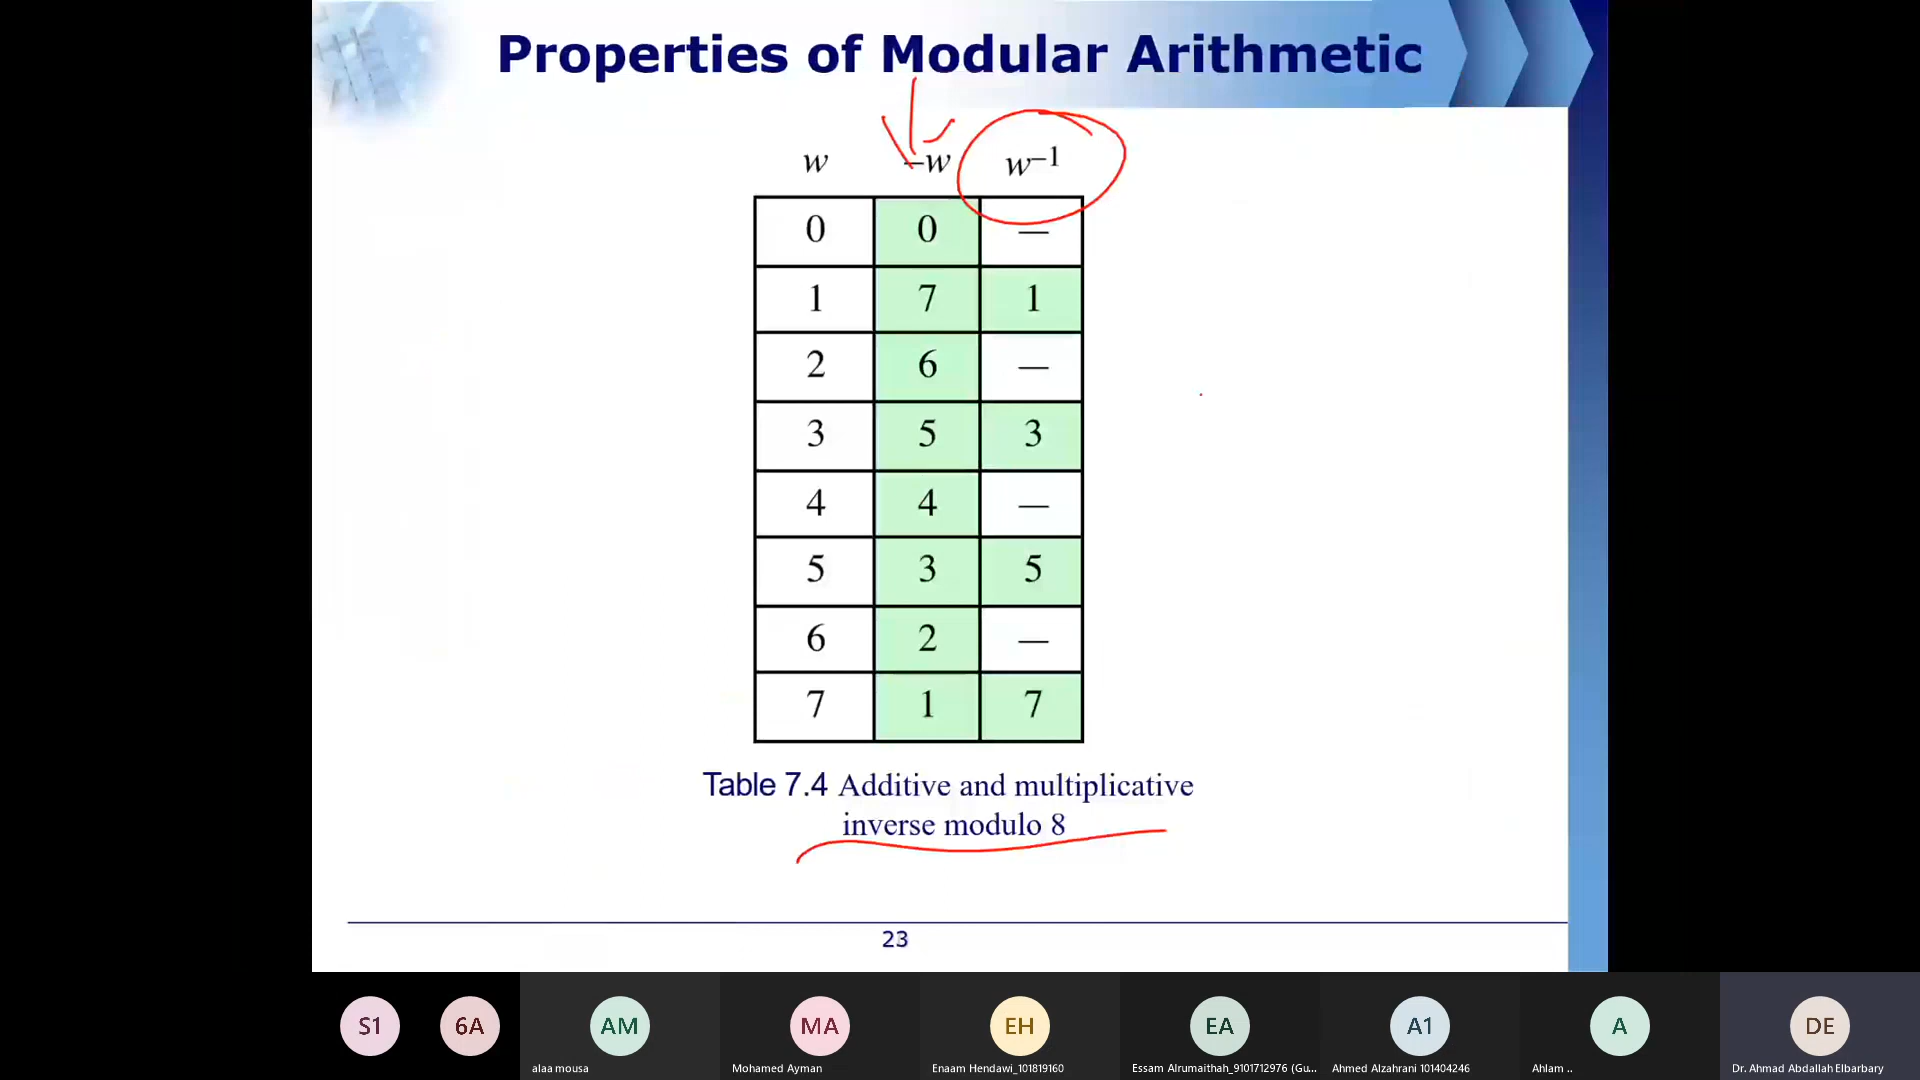 Properties of Modular Arithmetic
w −w w−1
0 0 —
1 7 1
2 6 —
3 5 3
4 4 —
5 3 5
6 2 —
7 1 7
Table 7.4 Additive and multiplicative
inverse modulo 8
23
S1 6A AM MA EH EA A1 A DE
alaa mousa Mohamed Ayman Enaam Hendawi_101819160 Essam Alrumaithah_9101712976 (Gu... Ahmed Alzahrani 101404246 Ahlam .. Dr. Ahmad Abdallah Elbarbary